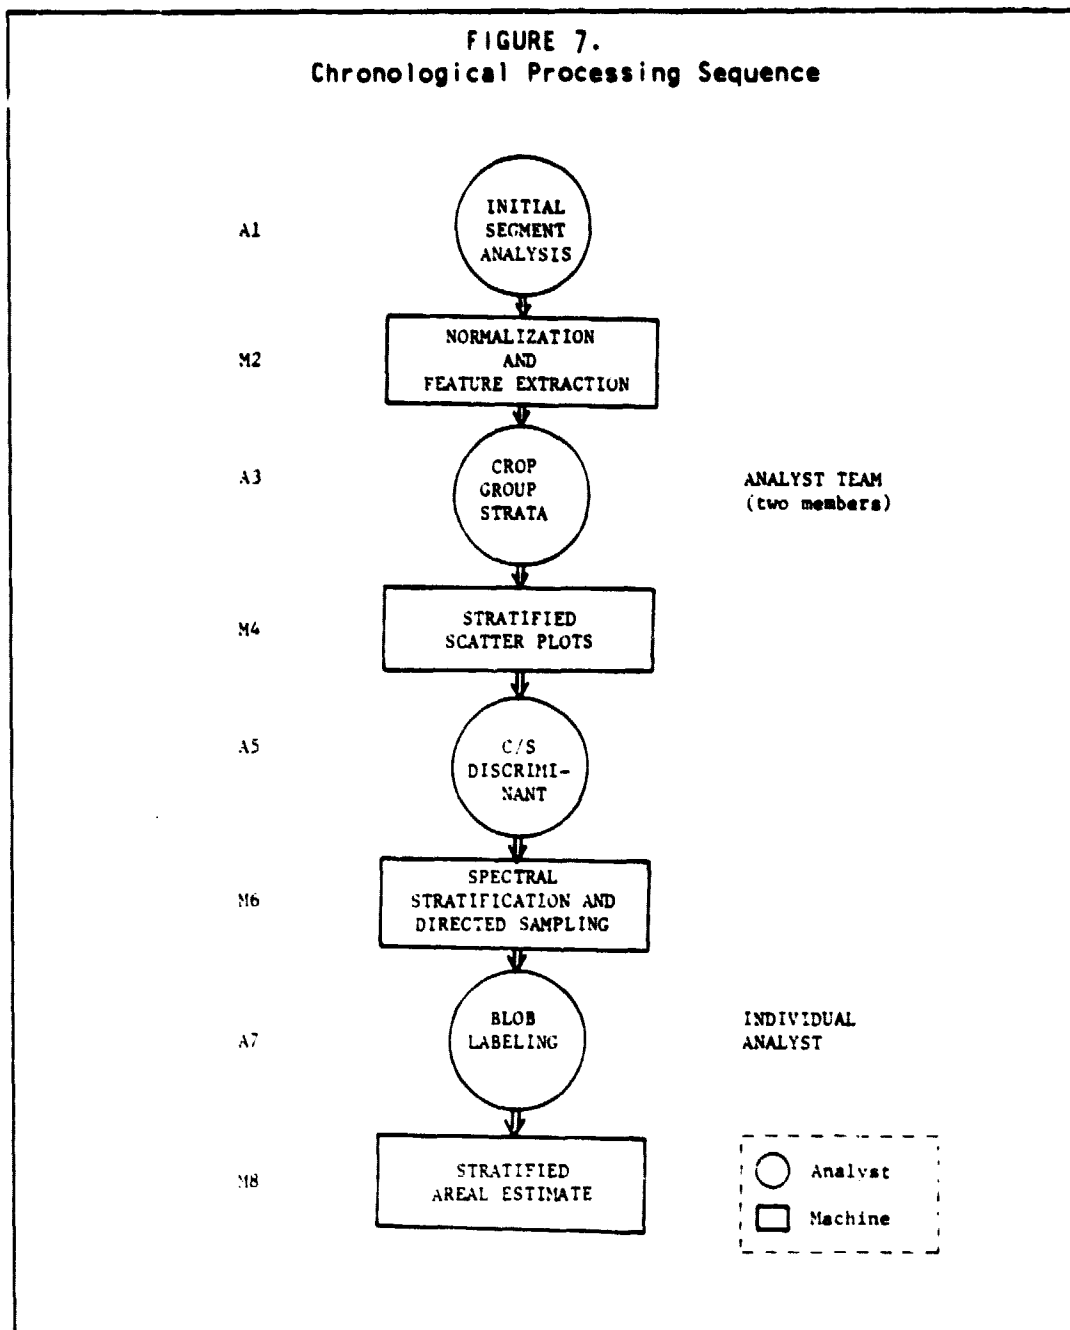 FIGURE 7.
Chronological Processing Sequence
A1
INITIAL
SEGMENT
ANALYSIS
M2
NORMALIZATION
AND
FEATURE EXTRACTION
A3
CROP
GROUP
STRATA
ANALYST TEAM
(two members)
M4
STRATIFIED
SCATTER PLOTS
A5
C/S
DISCRIMI-
NANT
M6
SPECTRAL
STRATIFICATION AND
DIRECTED SAMPLING
A7
BLOB
LABELING
INDIVIDUAL
ANALYST
M8
STRATIFIED
AREAL ESTIMATE
Analyst
Machine